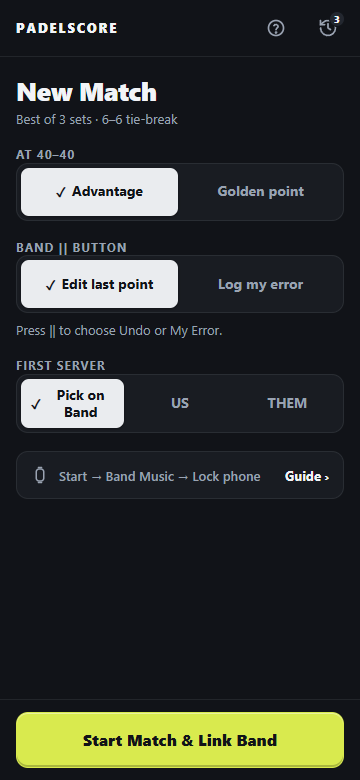 PADELSCORE
3
New Match
Best of 3 sets · 6–6 tie-break
AT 40–40
✓ Advantage
Golden point
BAND || BUTTON
✓ Edit last point
Log my error
Press || to choose Undo or My Error.
FIRST SERVER
✓ Pick on
Band
US
THEM
Start → Band Music → Lock phone
Guide ›
Start Match & Link Band